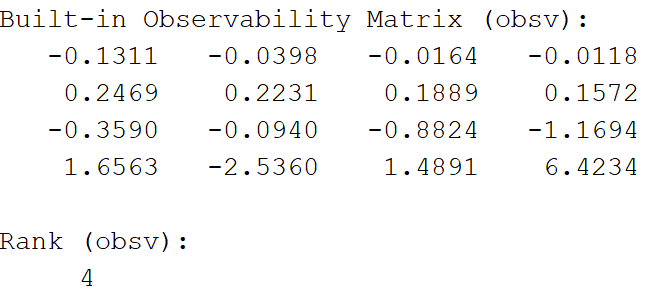 Built-in Observability Matrix (obsv):
-0.1311 -0.0398 -0.0164 -0.0118
0.2469 0.2231 0.1889 0.1572
-0.3590 -0.0940 -0.8824 -1.1694
1.6563 -2.5360 1.4891 6.4234
Rank (obsv):
4